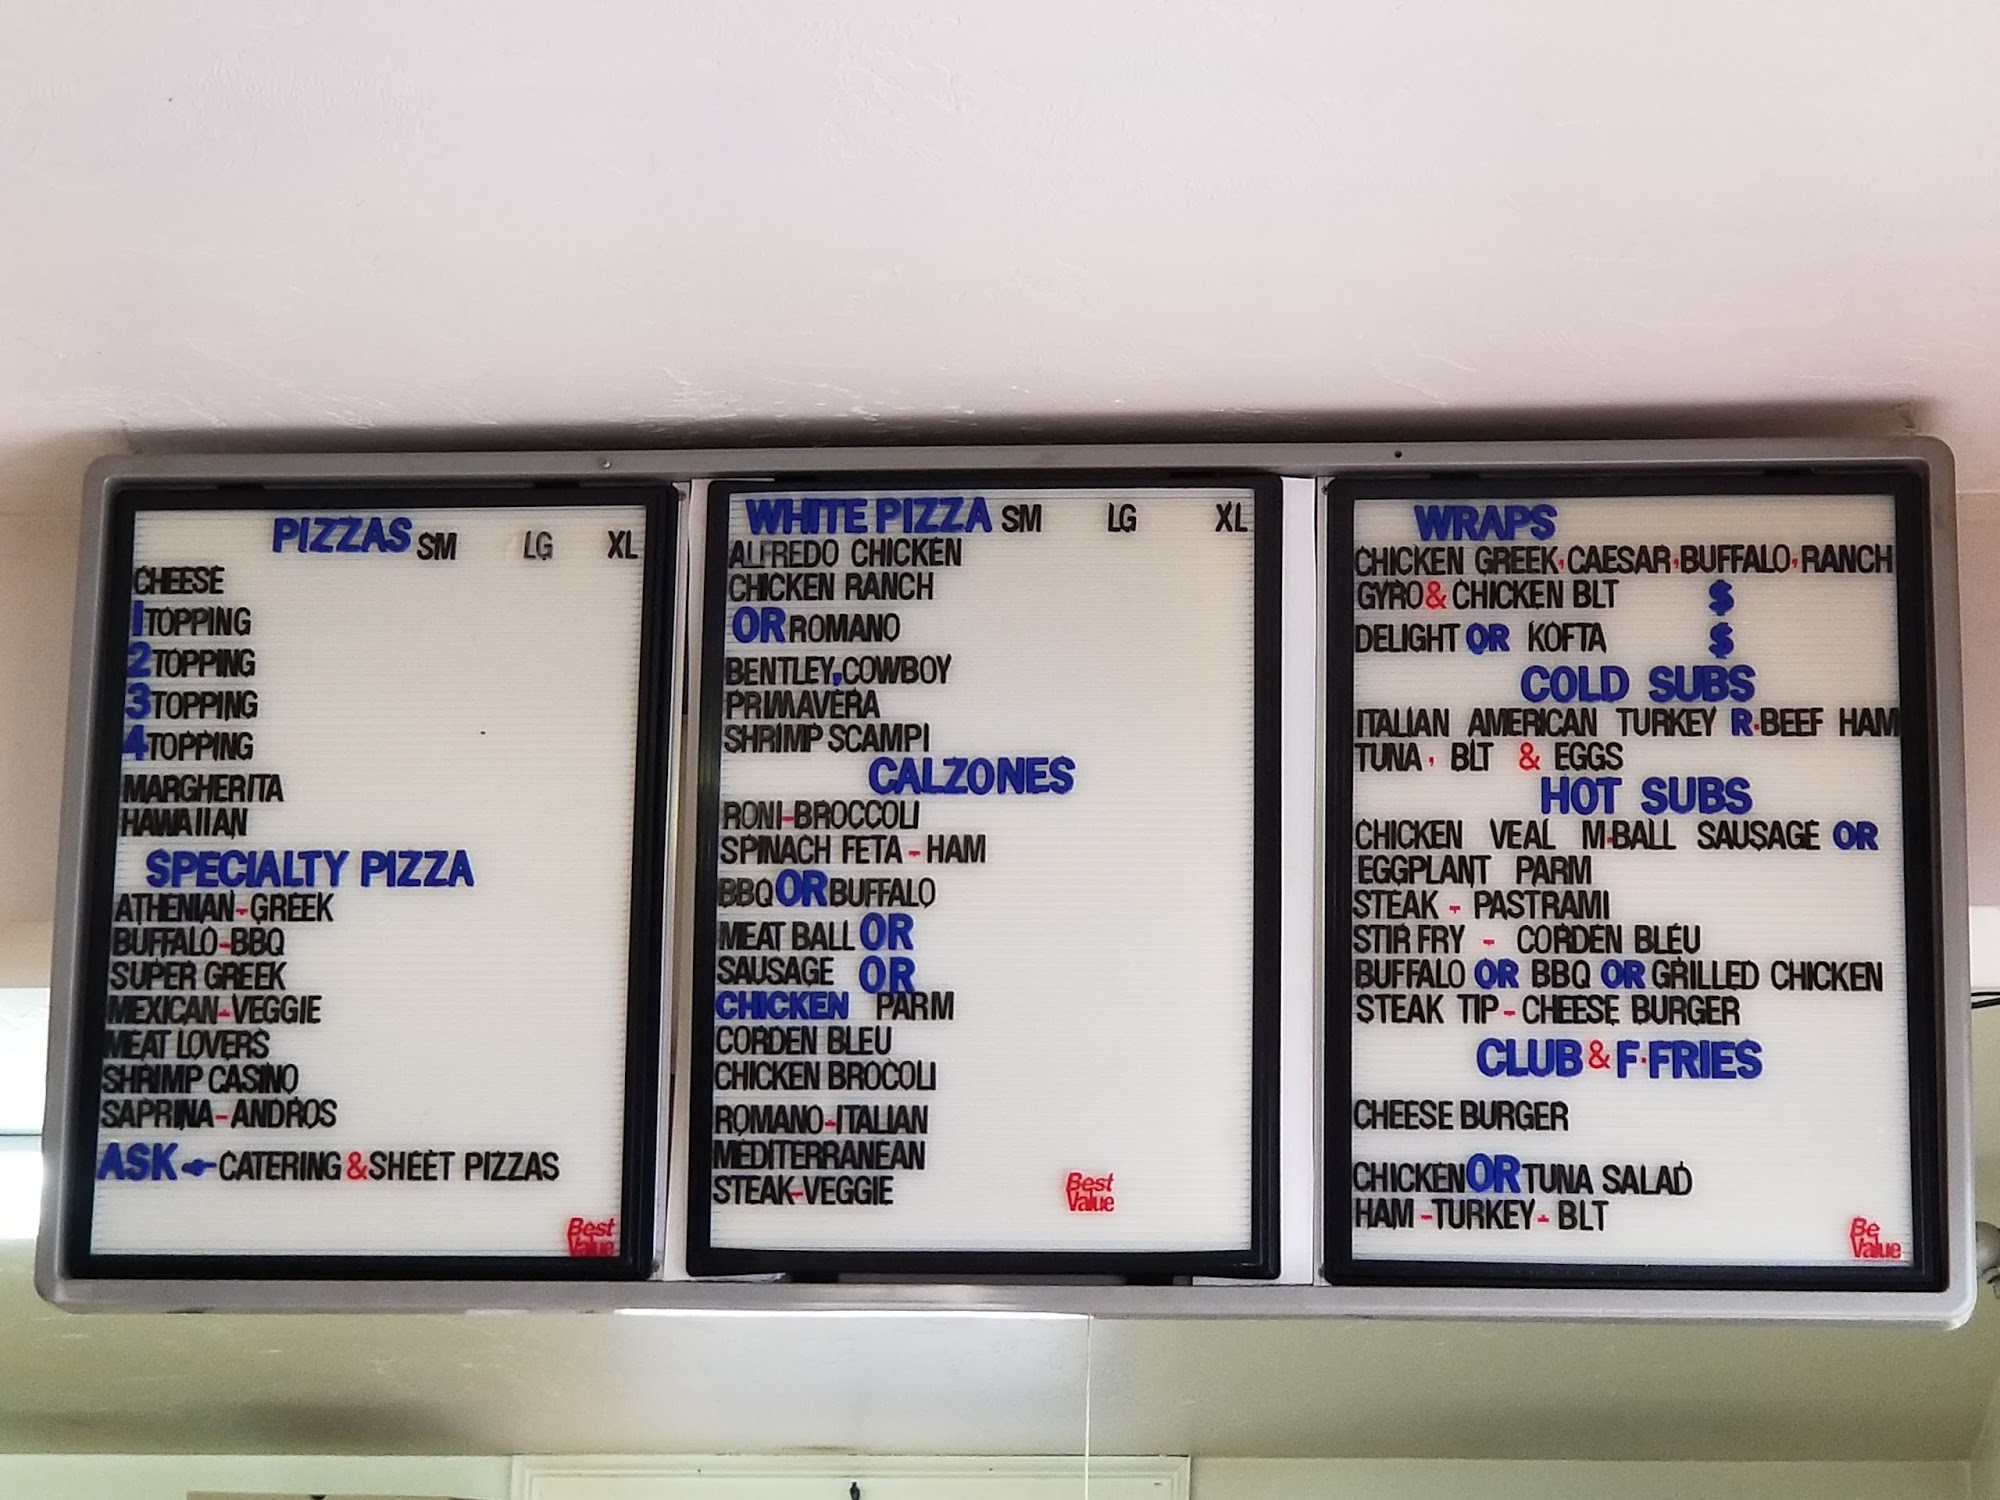 PIZZAS SM LG XL
CHEESE
1 TOPPING
2 TOPPING
3 TOPPING
4 TOPPING
MARGHERITA
HAWAIIAN
SPECIALTY PIZZA
ATHENIAN-GREEK
BUFFALO-BBQ
SUPER GREEK
MEXICAN-VEGGIE
MEAT LOVERS
SHRIMP CASINO
SAPRINA-ANDROS
ASK CATERING & SHEET PIZZAS
Best
Value
WHITE PIZZA SM LG XL
ALFREDO CHICKEN
CHICKEN RANCH
OR ROMANO
BENTLEY, COWBOY
PRIMAVERA
SHRIMP SCAMPI
CALZONES
RONI-BROCCOLI
SPINACH FETA - HAM
BBQ OR BUFFALO
MEAT BALL OR
SAUSAGE OR
CHICKEN PARM
CORDEN BLEU
CHICKEN BROCOLI
ROMANO-ITALIAN
MEDITERRANEAN
STEAK-VEGGIE
Best
Value
WRAPS
CHICKEN GREEK, CAESAR, BUFFALO, RANCH
GYRO & CHICKEN BLT $
DELIGHT OR KOFTA $
COLD SUBS
ITALIAN AMERICAN TURKEY R·BEEF HAM
TUNA, BLT & EGGS
HOT SUBS
CHICKEN VEAL M·BALL SAUSAGE OR
EGGPLANT PARM
STEAK - PASTRAMI
STIR FRY - CORDEN BLEU
BUFFALO OR BBQ OR GRILLED CHICKEN
STEAK TIP - CHEESE BURGER
CLUB & F·FRIES
CHEESE BURGER
CHICKEN OR TUNA SALAD
HAM -TURKEY- BLT
Be
Value